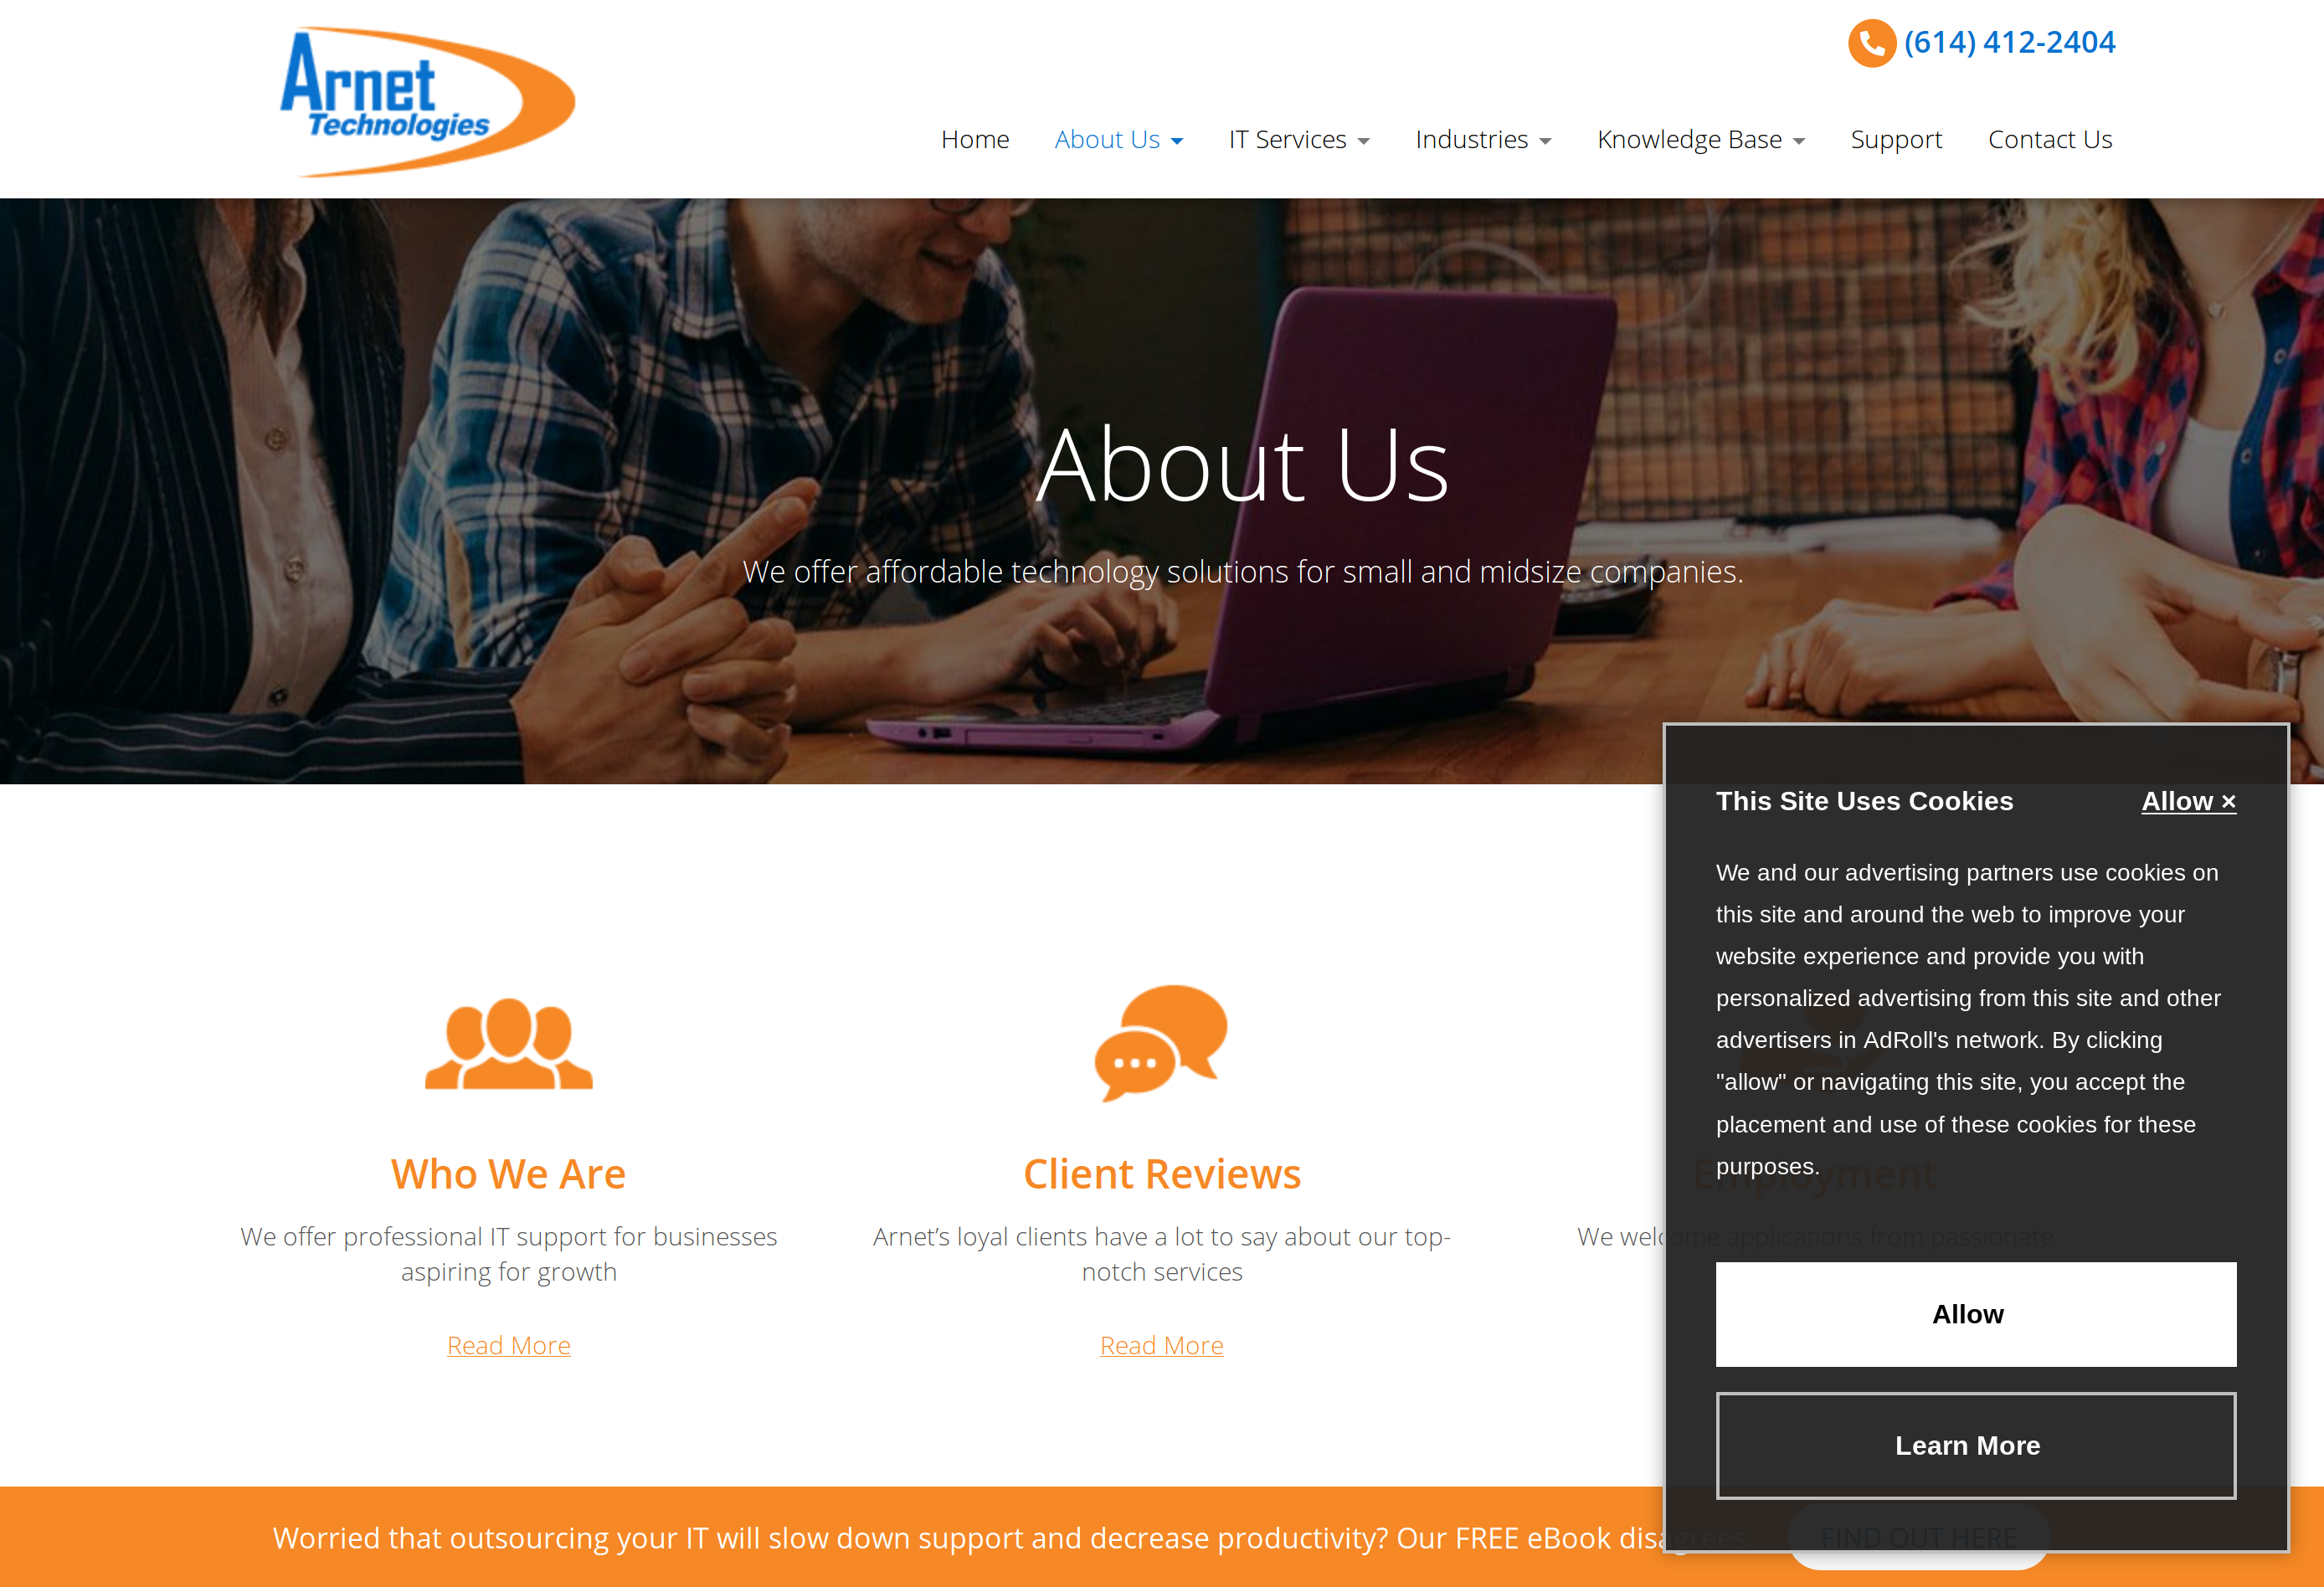 Arnet
Technologies
(614) 412-2404
Home
About Us
IT Services
Industries
Knowledge Base
Support
Contact Us
About Us
We offer affordable technology solutions for small and midsize companies.
This Site Uses Cookies
Allow ×
We and our advertising partners use cookies on
this site and around the web to improve your
website experience and provide you with
personalized advertising from this site and other
advertisers in AdRoll's network. By clicking
"allow" or navigating this site, you accept the
placement and use of these cookies for these
purposes.
Allow
Learn More
Who We Are
We offer professional IT support for businesses
aspiring for growth
Read More
Client Reviews
Arnet’s loyal clients have a lot to say about our top-
notch services
Read More
Employment
We welcome applications from passionate
Worried that outsourcing your IT will slow down support and decrease productivity? Our FREE eBook disagrees.
FIND OUT HERE